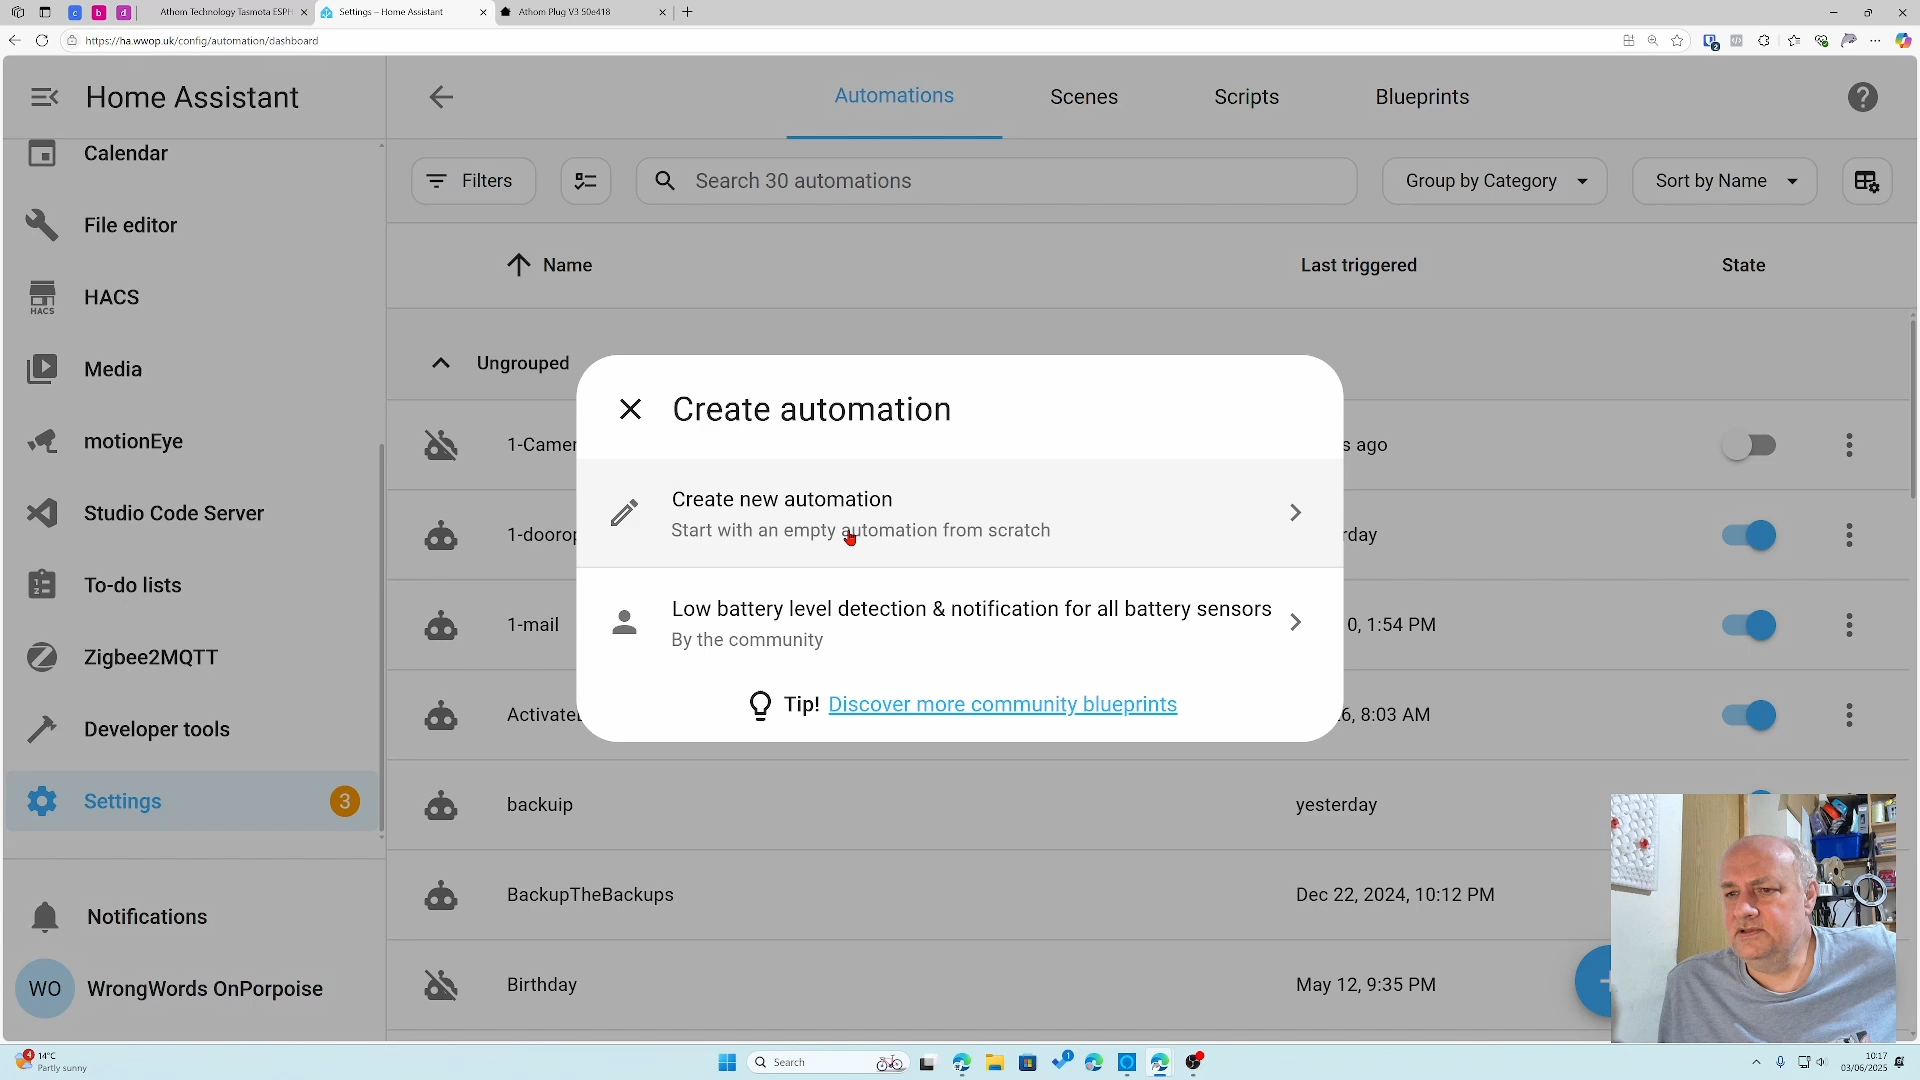 Athom Technology Tasmota ESPH
Settings – Home Assistant
Athom Plug V3 50e418
https://ha.wwop.uk/config/automation/dashboard
Home Assistant
Automations
Scenes
Scripts
Blueprints
Calendar
File editor
HACS
HACS
Media
motionEye
Studio Code Server
To-do lists
Zigbee2MQTT
Developer tools
Settings
3
Notifications
WO
WrongWords OnPorpoise
Filters
Search 30 automations
Group by Category
Sort by Name
Name
Last triggered
State
Ungrouped
1-Camer
s ago
1-doorop
rday
1-mail
0, 1:54 PM
Activate
6, 8:03 AM
backuip
yesterday
BackupTheBackups
Dec 22, 2024, 10:12 PM
Birthday
May 12, 9:35 PM
Create automation
Create new automation
Start with an empty automation from scratch
Low battery level detection & notification for all battery sensors
By the community
Tip! Discover more community blueprints
4
14°C
Partly sunny
Search
1
10:17
03/06/2025